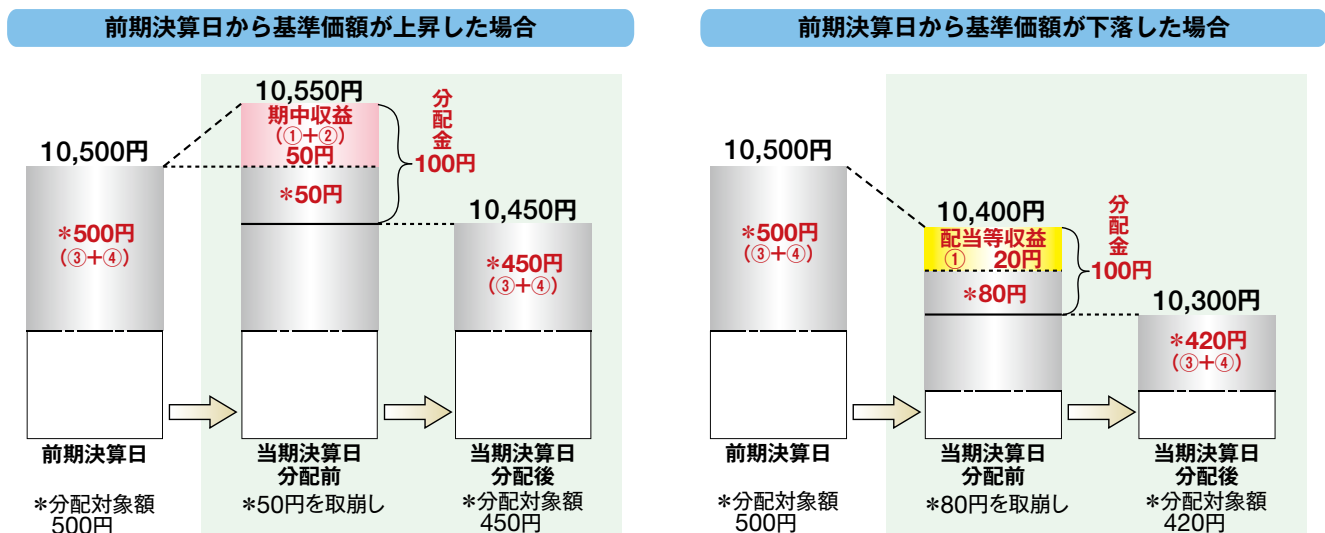 前期決算日から基準価額が上昇した場合
10,500円
＊500円
(③+④)
前期決算日
＊分配対象額
500円
10,550円
期中収益
(①+②)
50円
＊50円
分配金
100円
当期決算日
分配前
＊50円を取崩し
10,450円
＊450円
(③+④)
当期決算日
分配後
＊分配対象額
450円
前期決算日から基準価額が下落した場合
10,500円
＊500円
(③+④)
前期決算日
＊分配対象額
500円
10,400円
配当等収益
① 20円
＊80円
分配金
100円
当期決算日
分配前
＊80円を取崩し
10,300円
＊420円
(③+④)
当期決算日
分配後
＊分配対象額
420円